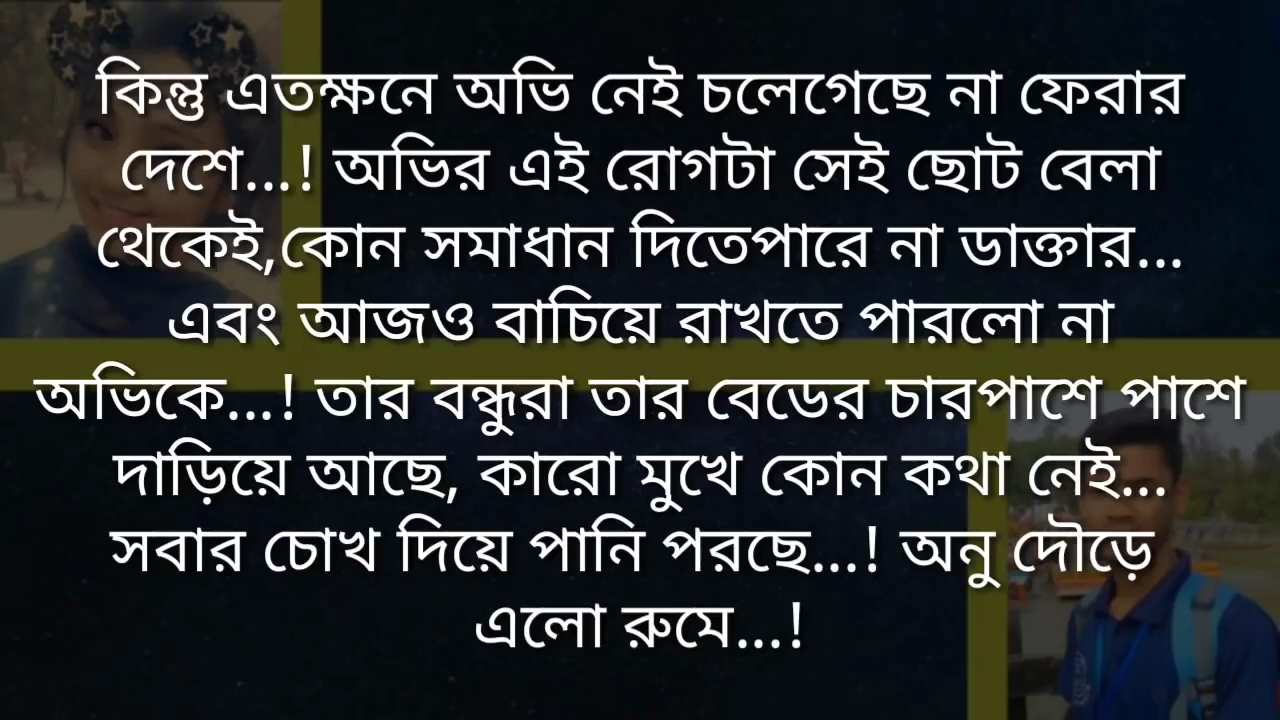 কিন্তু এতক্ষনে অভি নেই চলেগেছে না ফেরার
দেশে...! অভির এই রোগটা সেই ছোট বেলা
থেকেই,কোন সমাধান দিতেপারে না ডাক্তার...
এবং আজও বাচিয়ে রাখতে পারলো না
অভিকে...! তার বন্ধুরা তার বেডের চারপাশে পাশে
দাড়িয়ে আছে, কারো মুখে কোন কথা নেই...
সবার চোখ দিয়ে পানি পরছে...! অনু দৌড়ে
এলো রুমে...!